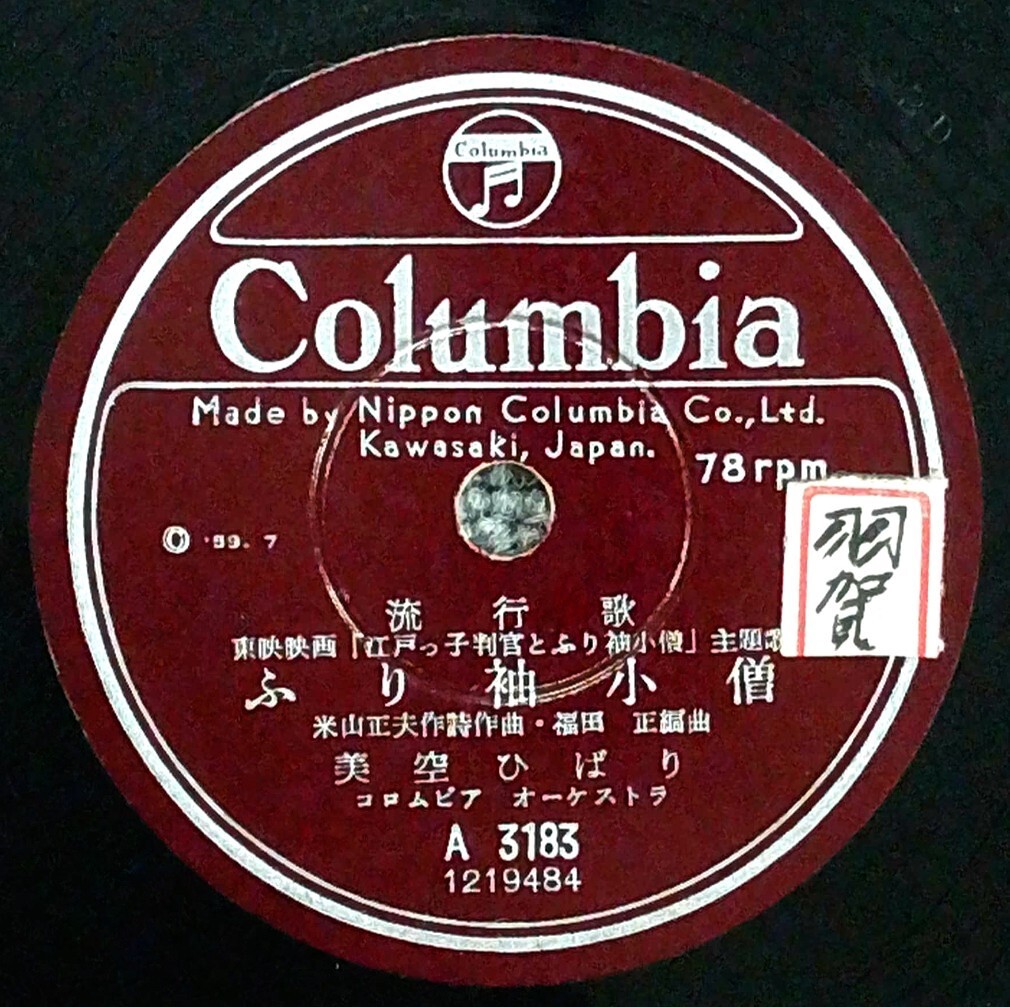 Columbia
Columbia
Made by Nippon Columbia Co.,Ltd.
Kawasaki, Japan.
78 rpm
© '59. 7
羽賀
流行歌
東映映画「江戸っ子判官とふり袖小僧」主題歌
ふり袖小僧
米山正夫作詩作曲・福田 正編曲
美空ひばり
コロムビア オーケストラ
A 3183
1219484